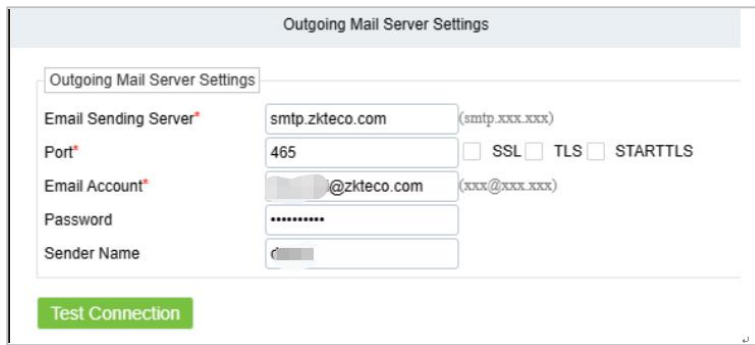 Outgoing Mail Server Settings
Outgoing Mail Server Settings
Email Sending Server* smtp.zkteco.com (smtp.xxx.xxx)
Port* 465 SSL TLS STARTTLS
Email Account* @zkteco.com (xxx@xxx.xxx)
Password ••••••••••
Sender Name
Test Connection